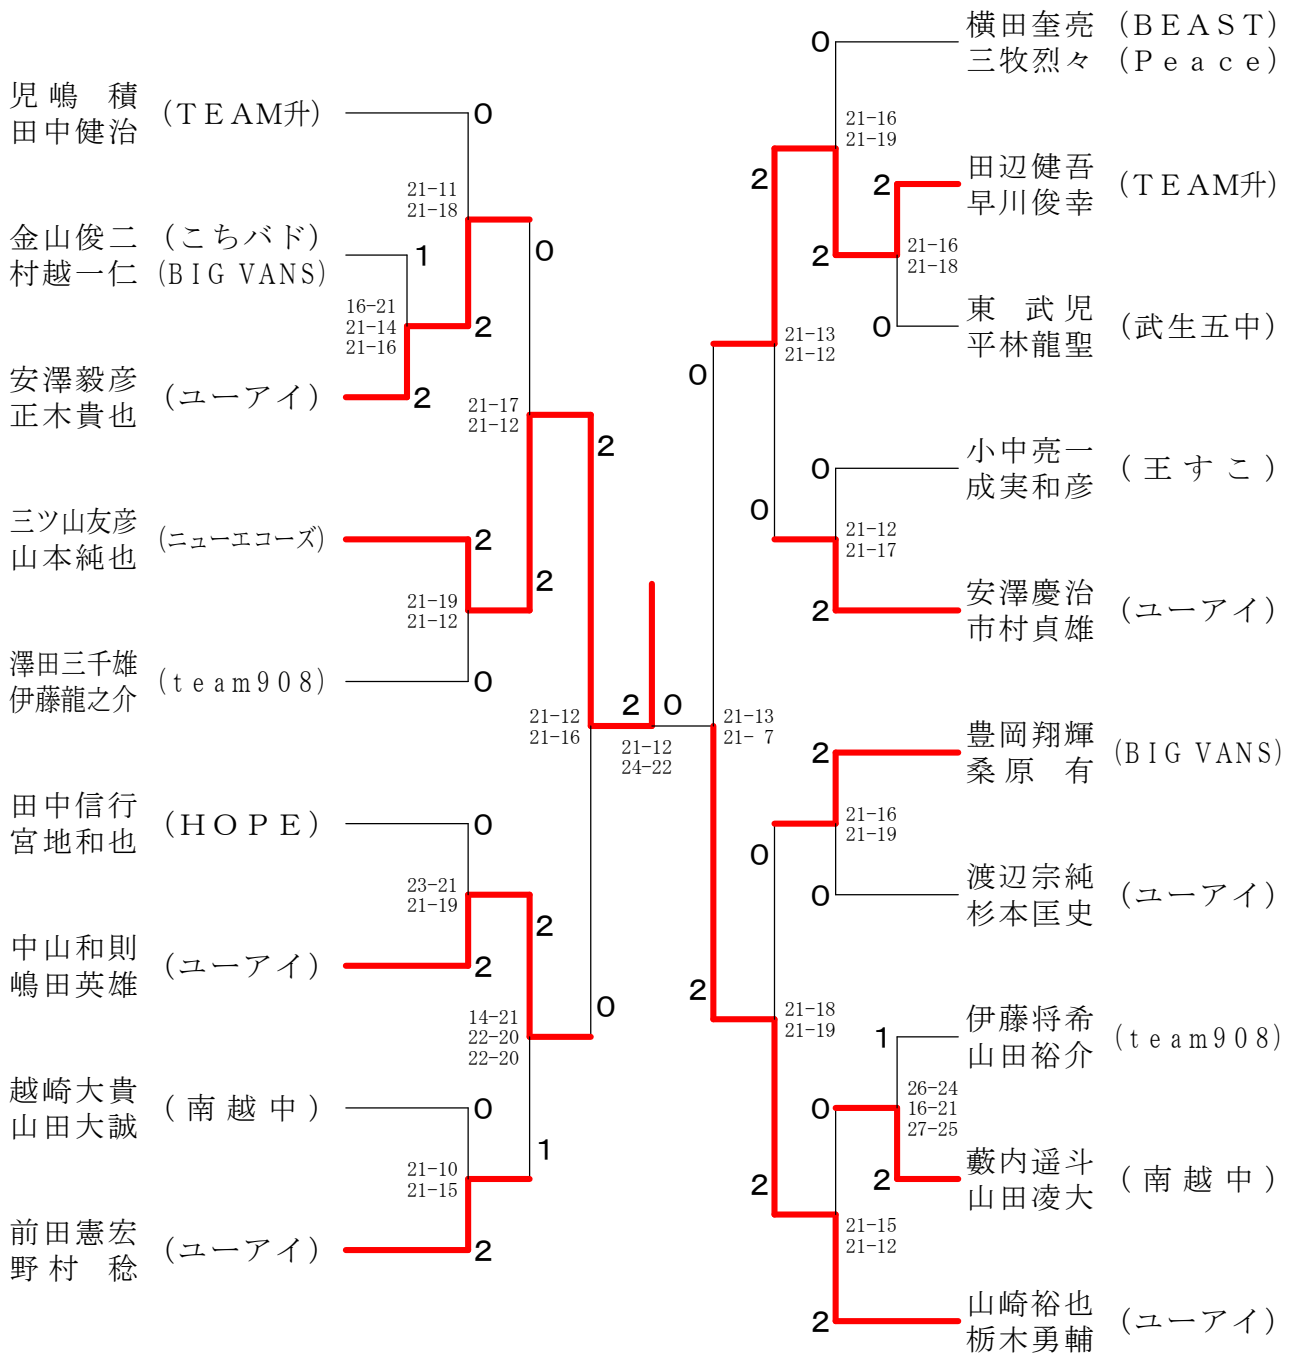 児嶋　積
田中健治
(ＴＥＡＭ升)
金山俊二 (こちバド)
村越一仁 (BIG VANS)
安澤毅彦
正木貴也
(ユーアイ)
三ツ山友彦
山本純也
(ニューエコーズ)
澤田三千雄
伊藤龍之介
(team908)
田中信行
宮地和也
(ＨＯＰＥ)
中山和則
嶋田英雄
(ユーアイ)
越崎大貴
山田大誠
(南越中)
前田憲宏
野村　稔
(ユーアイ)
0
21-11
21-18
1
16-21
21-14
21-16
2
2
0
21-17
21-12
2
2
21-19
21-12
0
2
21-12
21-16
0
23-21
21-19
2
2
14-21
22-20
22-20
0
0
21-10
21-15
2
1
2
0
21-12
24-22
横田奎亮 (ＢＥＡＳＴ)
三牧烈々 (Ｐｅａｃｅ)
田辺健吾
早川俊幸
(ＴＥＡＭ升)
東　武児
平林龍聖
(武生五中)
小中亮一
成実和彦
(王すこ)
安澤慶治
市村貞雄
(ユーアイ)
豊岡翔輝
桑原　有
(BIG VANS)
渡辺宗純
杉本匡史
(ユーアイ)
伊藤将希
山田裕介
(team908)
藪内遥斗
山田凌大
(南越中)
山崎裕也
栃木勇輔
(ユーアイ)
0
21-16
21-19
2
2
2
21-16
21-18
0
0
21-13
21-12
0
0
21-12
21-17
2
21-13
21- 7
2
21-16
21-19
0
0
2
21-18
21-19
1
26-24
16-21
27-25
0
2
2
21-15
21-12
2